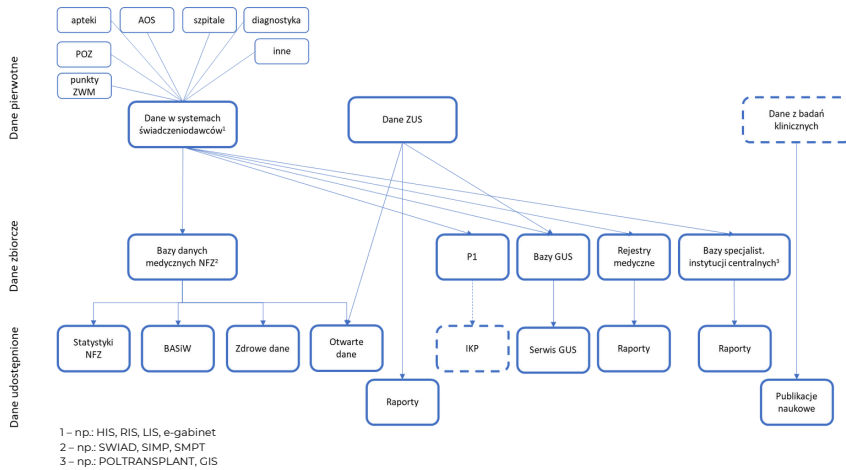 apteki
AOS
szpitale
diagnostyka
POZ
inne
punkty
ZWM
Dane pierwotne
Dane w systemach
świadczeniodawców¹
Dane ZUS
Dane z badań
klinicznych
Dane zbiorcze
Bazy danych
medycznych NFZ²
P1
Bazy GUS
Rejestry
medyczne
Bazy specjalist.
instytucji centralnych³
Dane udostępnione
Statystyki
NFZ
BASiW
Zdrowe dane
Otwarte
dane
IKP
Serwis GUS
Raporty
Raporty
Raporty
Publikacje
naukowe
1 – np.: HIS, RIS, LIS, e-gabinet
2 – np.: SWIAD, SIMP, SMPT
3 – np.: POLTRANSPLANT, GIS